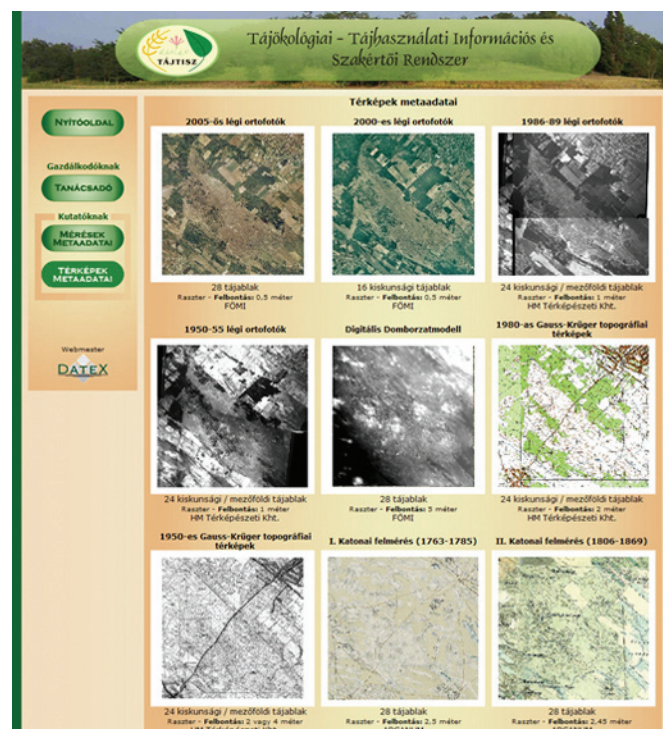 TÁJTISZ
Tájökológiai – Tájhasználati Információs és
Szakértői Rendszer
NYITÓOLDAL
Gazdálkodóknak
TANÁCSADÓ
Kutatóknak
MÉRÉSEK
METAADATAI
TÉRKÉPEK
METAADATAI
Webmester
DATEX
Térképek metaadatai
2005-ös légi ortofotók
28 tájablak
Raszter - Felbontás: 0,5 méter
FÖMI
2000-es légi ortofotók
16 kiskunsági tájablak
Raszter - Felbontás: 0,5 méter
FÖMI
1986-89 légi ortofotók
24 kiskunsági / mezőföldi tájablak
Raszter - Felbontás: 1 méter
HM Térképészeti Kht.
1950-55 légi ortofotók
24 kiskunsági / mezőföldi tájablak
Raszter - Felbontás: 1 méter
HM Térképészeti Kht.
Digitális Domborzatmodell
28 tájablak
Raszter - Felbontás: 5 méter
FÖMI
1980-as Gauss-Krüger topográfiai
térképek
24 kiskunsági / mezőföldi tájablak
Raszter - Felbontás: 2 méter
HM Térképészeti Kht.
1950-es Gauss-Krüger topográfiai
térképek
24 kiskunsági / mezőföldi tájablak
Raszter - Felbontás: 2 vagy 4 méter
HM Térképészeti Kht.
I. Katonai felmérés (1763-1785)
28 tájablak
Raszter - Felbontás: 2,5 méter
ARCANUM
II. Katonai felmérés (1806-1869)
28 tájablak
Raszter - Felbontás: 2,45 méter
ARCANUM